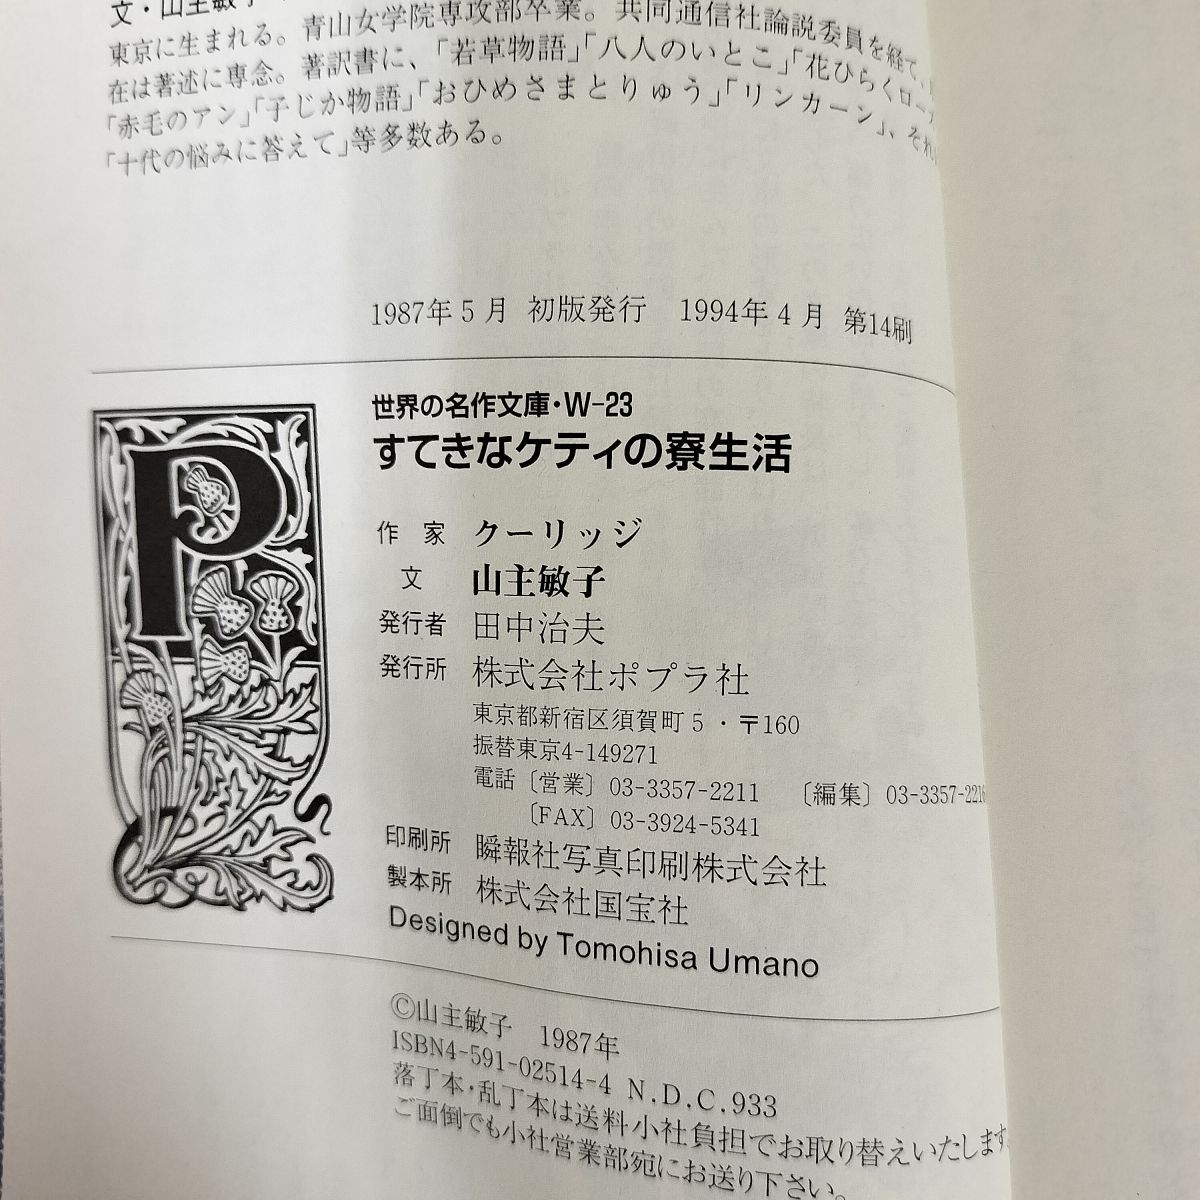 文・山主敏子
東京に生まれる。青山女学院専攻部卒業。共同通信社論説委員を経て、
在は著述に専念。著訳書に、「若草物語」「八人のいとこ」「花ひらくロー
「赤毛のアン」「子じか物語」「おひめさまとりゅう」「リンカーン」、それ
「十代の悩みに答えて」等多数ある。
1987年5月 初版発行 1994年4月 第14刷
世界の名作文庫・W-23
すてきなケティの寮生活
作家 クーリッジ
文 山主敏子
発行者 田中治夫
発行所 株式会社ポプラ社
東京都新宿区須賀町5・〒160
振替東京4-149271
電話〔営業〕03-3357-2211 〔編集〕03-3357-2216
〔FAX〕03-3924-5341
印刷所 瞬報社写真印刷株式会社
製本所 株式会社国宝社
Designed by Tomohisa Umano
©山主敏子 1987年
ISBN4-591-02514-4 N.D.C.933
落丁本・乱丁本は送料小社負担でお取り替えいたします。
ご面倒でも小社営業部宛にお送り下さい。